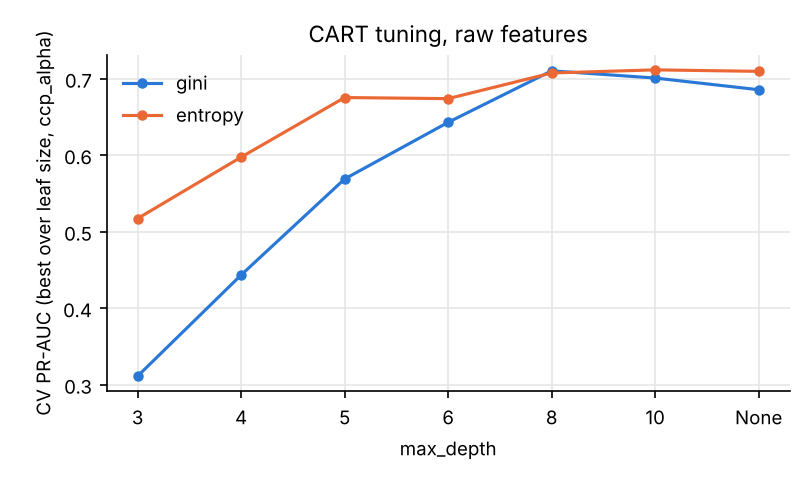 CART tuning, raw features
CV PR-AUC (best over leaf size, ccp_alpha)
gini
entropy
0.7
0.6
0.5
0.4
0.3
3 4 5 6 8 10 None
max_depth